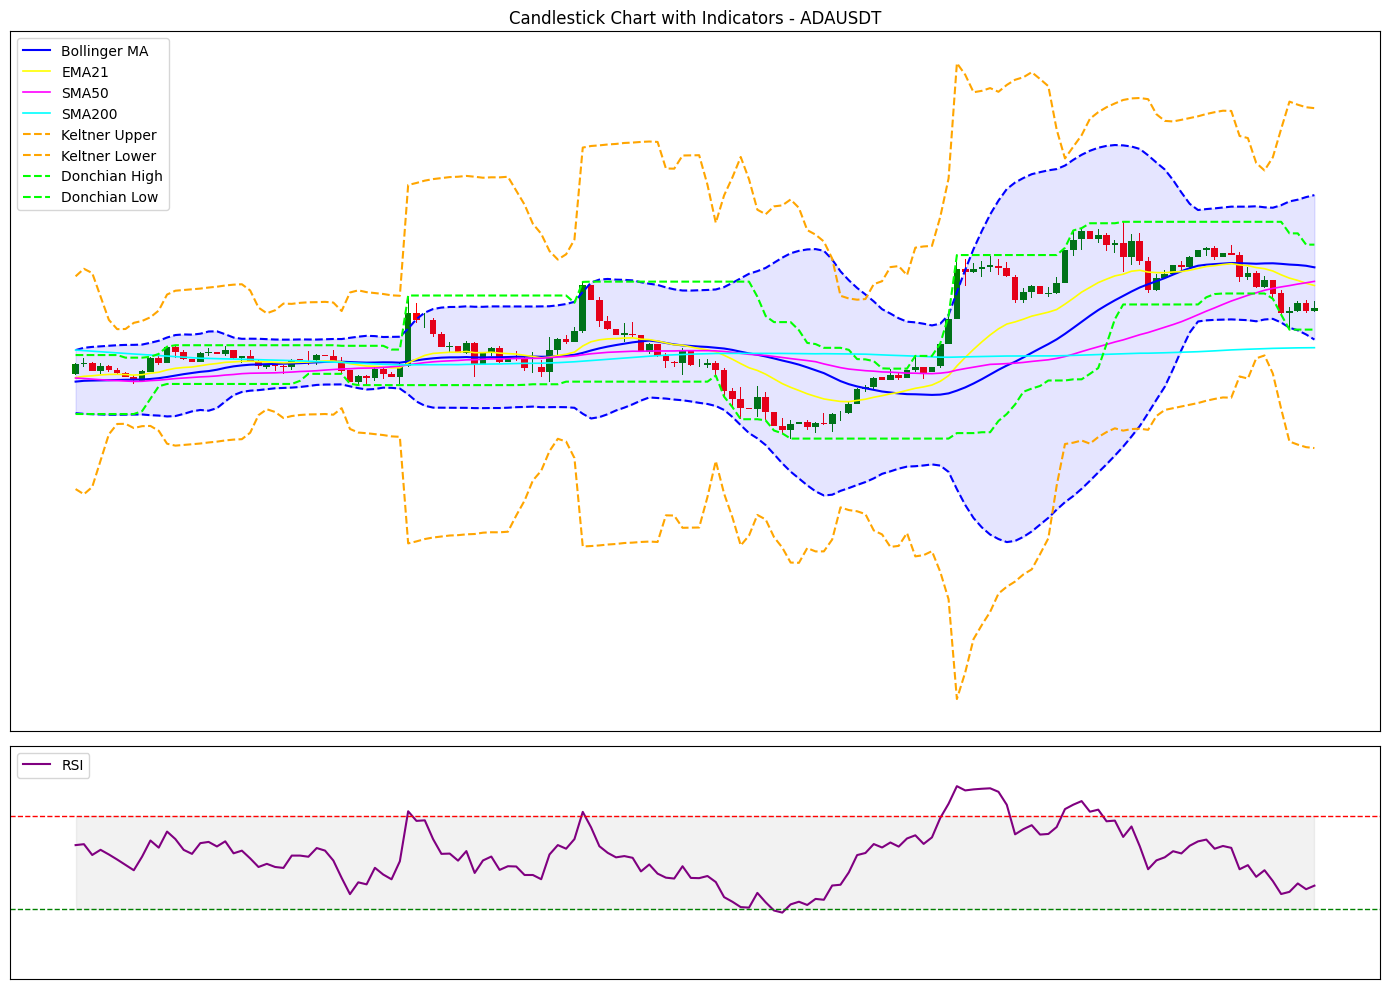 Candlestick Chart with Indicators - ADAUSDT
Bollinger MA
EMA21
SMA50
SMA200
Keltner Upper
Keltner Lower
Donchian High
Donchian Low
RSI